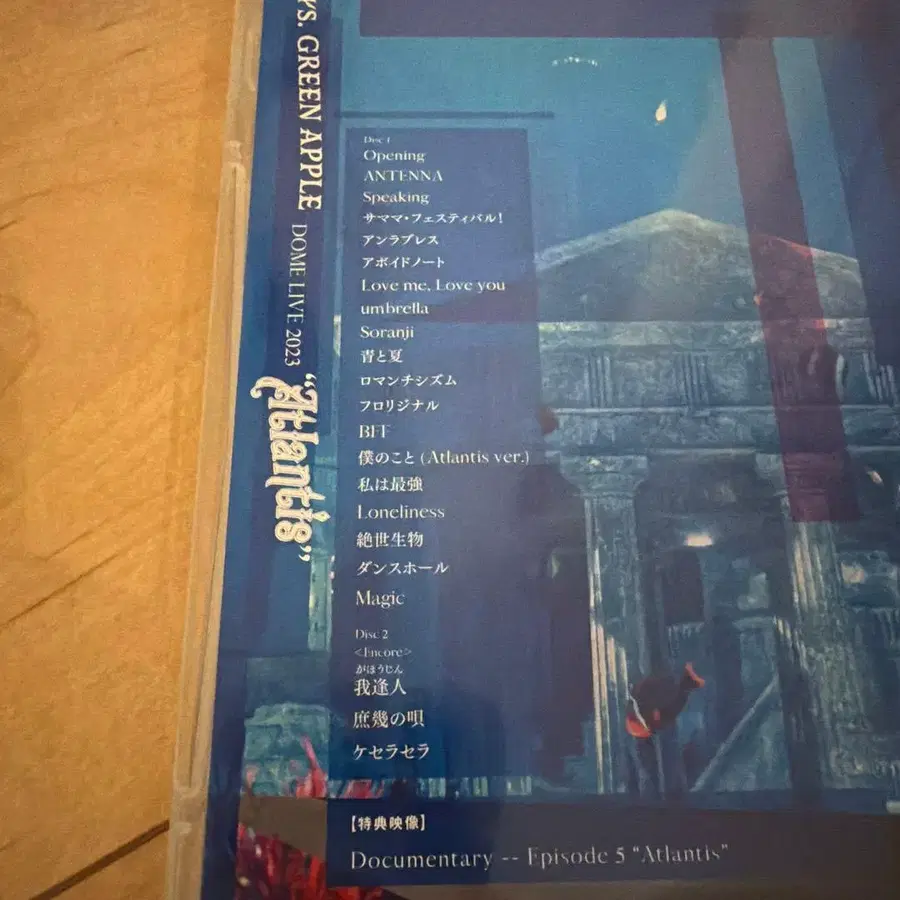 rs. GREEN APPLE DOME LIVE 2023 “Atlantis”
Disc 1
Opening
ANTENNA
Speaking
サママ・フェスティバル!
アンラブレス
アボイドノート
Love me, Love you
umbrella
Soranji
青と夏
ロマンチシズム
フロリジナル
BFF
僕のこと (Atlantis ver.)
私は最強
Loneliness
絶世生物
ダンスホール
Magic
Disc 2
<Encore>
がほうじん
我逢人
庶幾の唄
ケセラセラ
【特典映像】
Documentary -- Episode 5 “Atlantis”